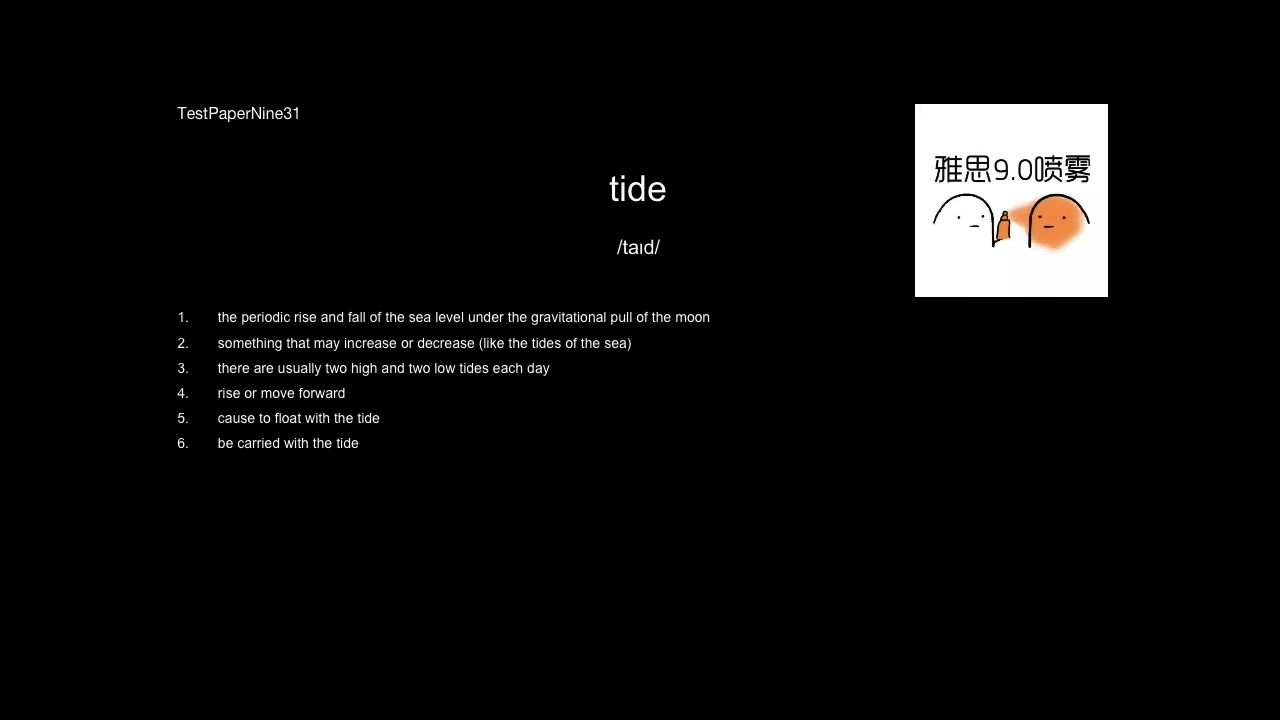 TestPaperNine31
雅思9.0喷雾
tide
/taɪd/
1. the periodic rise and fall of the sea level under the gravitational pull of the moon
2. something that may increase or decrease (like the tides of the sea)
3. there are usually two high and two low tides each day
4. rise or move forward
5. cause to float with the tide
6. be carried with the tide